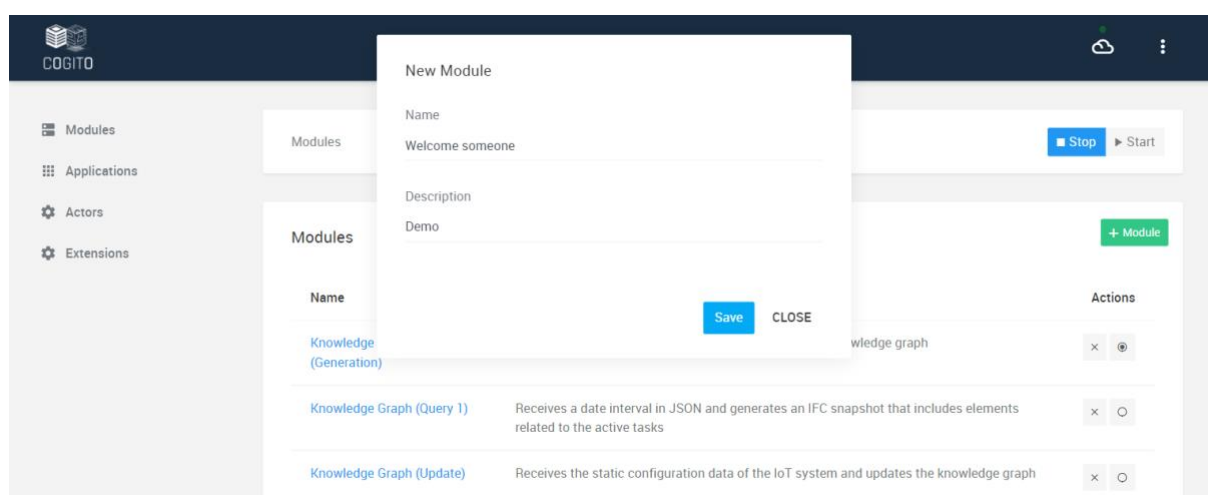 COGITO
New Module
Name
Modules
Modules
Welcome someone
Stop
Start
Applications
Description
Actors
Demo
Modules
+ Module
Extensions
Name
Actions
Save
CLOSE
Knowledge
(Generation)
wledge graph
Knowledge Graph (Query 1)
Receives a date interval in JSON and generates an IFC snapshot that includes elements
related to the active tasks
Knowledge Graph (Update)
Receives the static configuration data of the IoT system and updates the knowledge graph